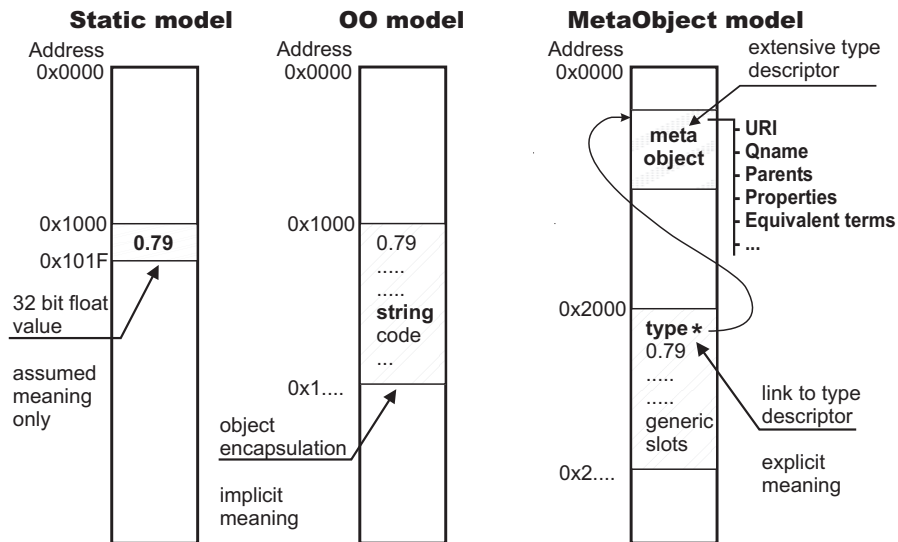 Static model
Address
0x0000
0x1000
0.79
0x101F
32 bit float
value
assumed
meaning
only
OO model
Address
0x0000
0x1000
0.79
.....
.....
string
code
...
0x1....
object
encapsulation
implicit
meaning
MetaObject model
Address
0x0000
extensive type
descriptor
meta
object
- URI
- Qname
- Parents
- Properties
- Equivalent terms
- ...
0x2000
type *
0.79
.....
.....
generic
slots
0x2....
link to type
descriptor
explicit
meaning